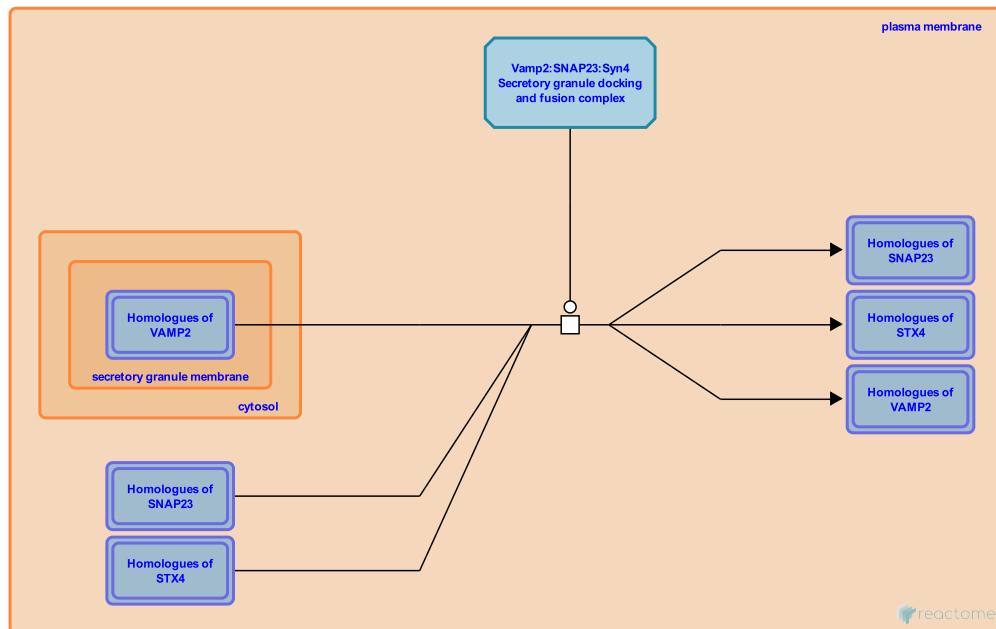 plasma membrane
Vamp2:SNAP23:Syn4
Secretory granule docking
and fusion complex
Homologues of
SNAP23
Homologues of
VAMP2
Homologues of
STX4
secretory granule membrane
Homologues of
VAMP2
cytosol
Homologues of
SNAP23
Homologues of
STX4
reactome